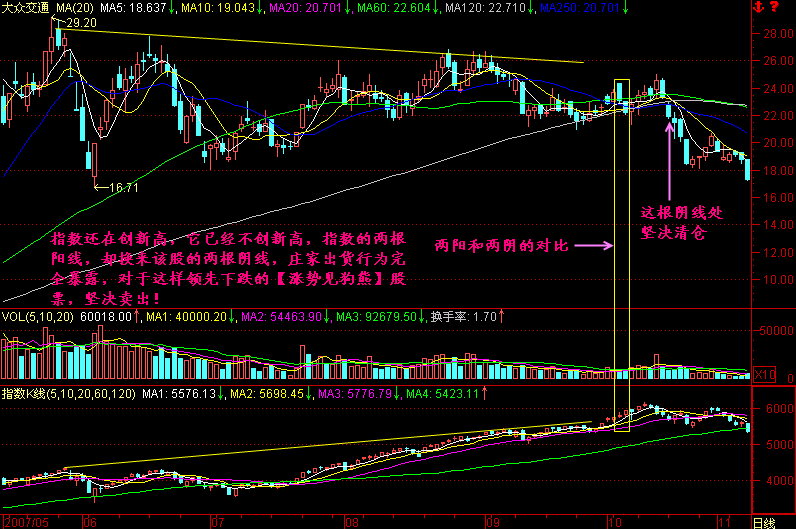 大众交通 MA(20) MA5: 18.637↓, MA10: 19.043↓, MA20: 20.701↓, MA60: 22.604↓, MA120: 22.710↓, MA250: 20.701↓
29.20
28.00
26.00
24.00
22.00
20.00
18.00
16.00
14.00
12.00
10.00
16.71
这根阴线处
坚决清仓
两阳和两阴的对比
指数还在创新高，它已经不创新高，指数的两根
阳线，却换来该股的两根阴线，庄家出货行为完
全暴露，对于这样领先下跌的【涨势见狗熊】股
票，坚决卖出！
VOL(5,10,20) 60018.00↑, MA1: 40000.20↓, MA2: 54463.90↓, MA3: 92679.50↓, 换手率: 1.70↑
50000
X10
0
指数K线(5,10,20,60,120) MA1: 5576.13↓, MA2: 5698.45↓, MA3: 5776.79↓, MA4: 5423.11↑
6000
5000
4000
2007/05 06 07 08 09 10 11 日线